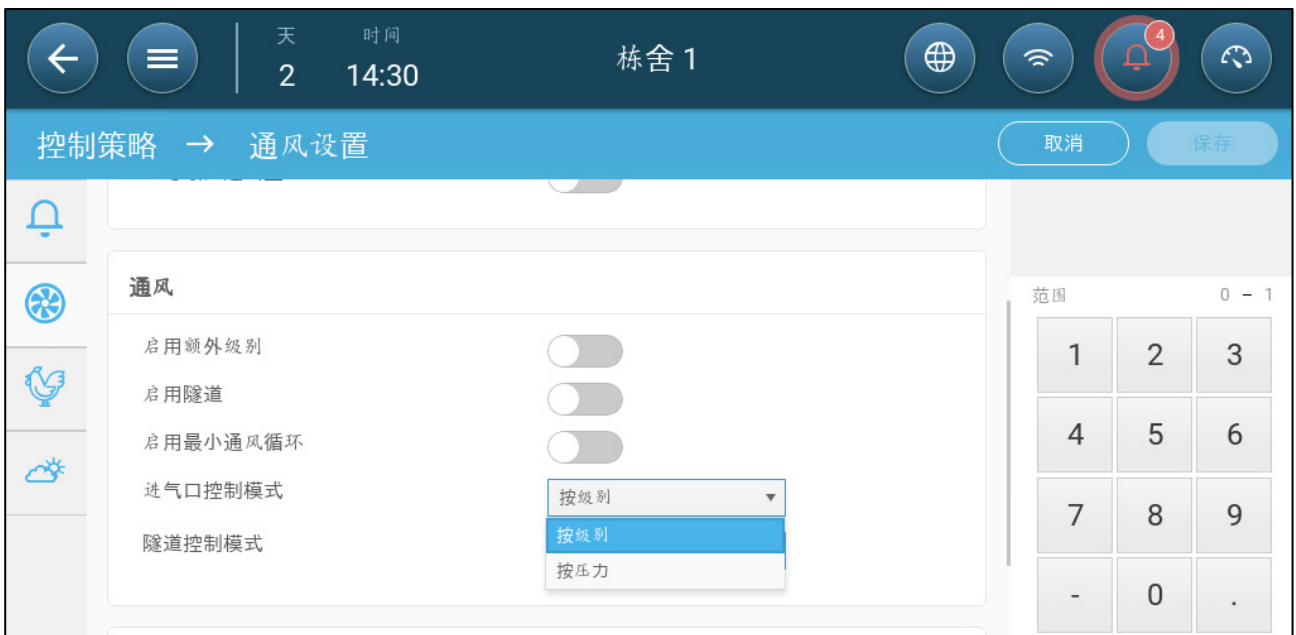 天 时间
2 14:30
栋舍 1
4
控制策略 → 通风设置
取消
保存
通风
启用额外级别
启用隧道
启用最小通风循环
进气口控制模式
按级别
按级别
按压力
隧道控制模式
范围 0 – 1
1 2 3
4 5 6
7 8 9
- 0 .